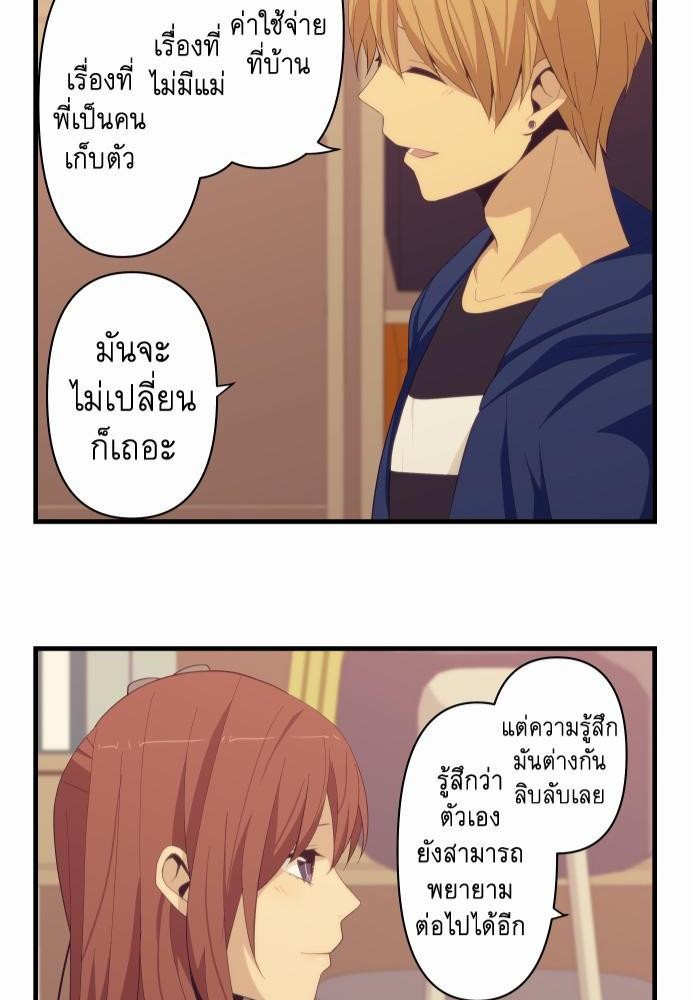 ค่าใช้จ่าย
ที่บ้าน
เรื่องที่
ไม่มีแม่
เรื่องที่
พี่เป็นคน
เก็บตัว
มันจะ
ไม่เปลี่ยน
ก็เถอะ
แต่ความรู้สึก
มันต่างกัน
ลิบลับเลย
รู้สึกว่า
ตัวเอง
ยังสามารถ
พยายาม
ต่อไปได้อีก